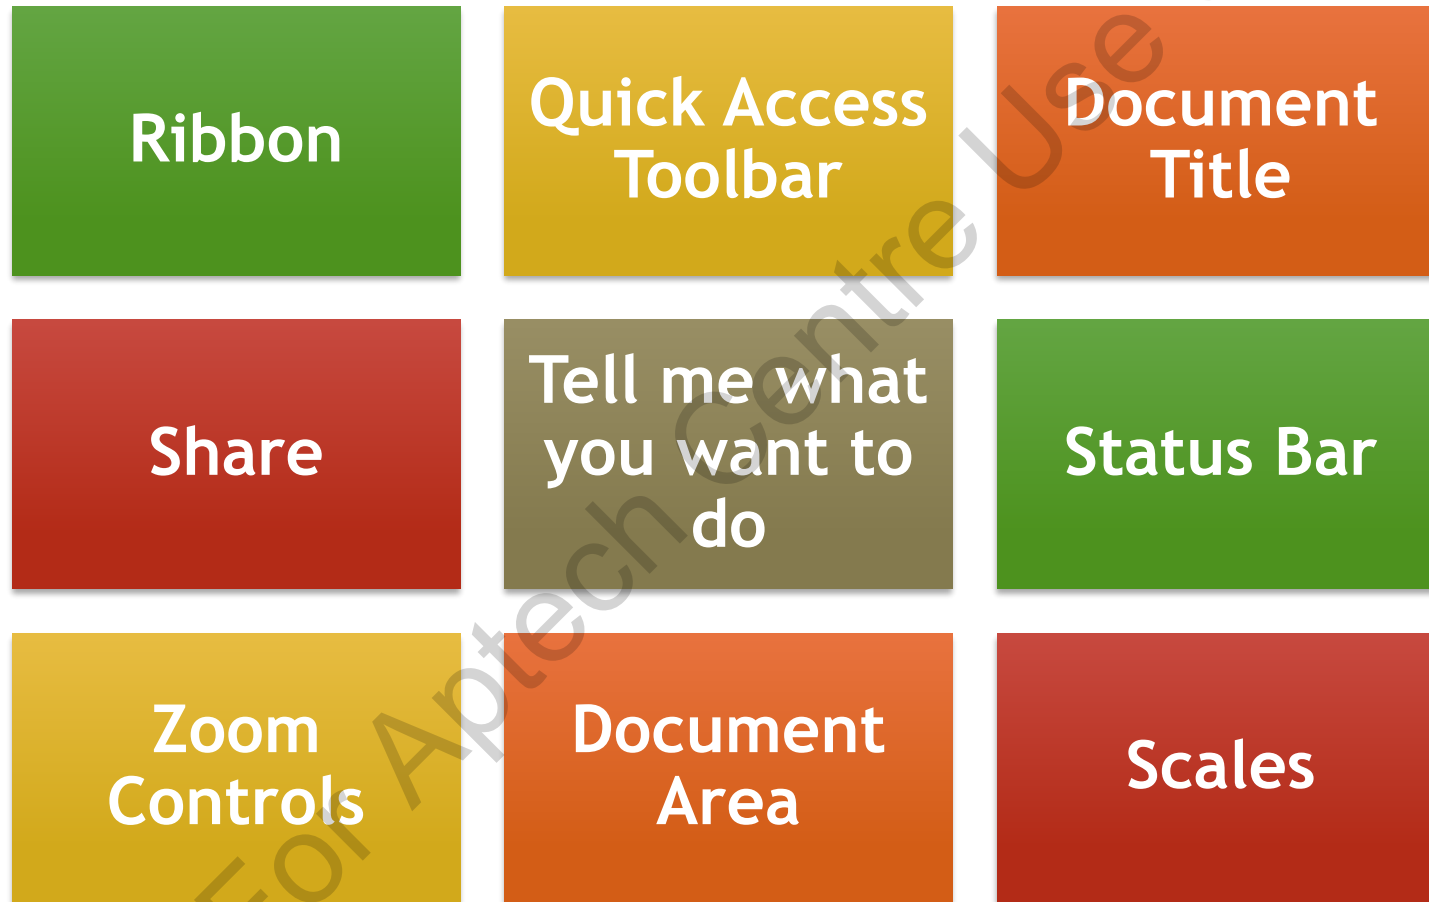 Ribbon
Quick Access
Toolbar
Document
Title
Share
Tell me what
you want to
do
Status Bar
Zoom
Controls
Document
Area
Scales
For Aptech Centre Use